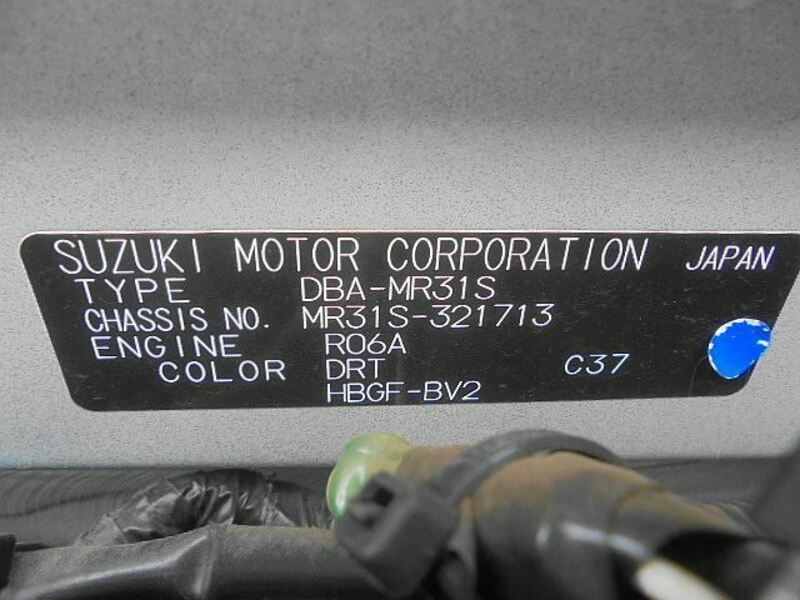 SUZUKI MOTOR CORPORATION JAPAN
TYPE DBA-MR31S
CHASSIS NO. MR31S-321713
ENGINE R06A
COLOR DRT C37
HBGF-BV2